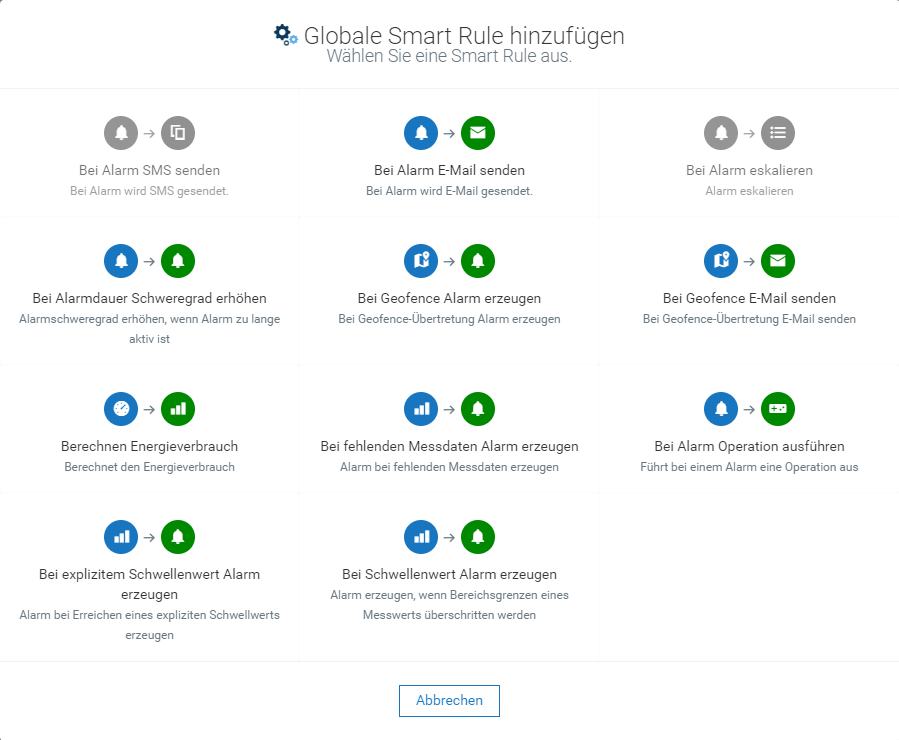 Globale Smart Rule hinzufügen
Wählen Sie eine Smart Rule aus.
Bei Alarm SMS senden
Bei Alarm wird SMS gesendet.
Bei Alarm E-Mail senden
Bei Alarm wird E-Mail gesendet.
Bei Alarm eskalieren
Alarm eskalieren
Bei Alarmdauer Schweregrad erhöhen
Alarmschweregrad erhöhen, wenn Alarm zu lange
aktiv ist
Bei Geofence Alarm erzeugen
Bei Geofence-Übertretung Alarm erzeugen
Bei Geofence E-Mail senden
Bei Geofence-Übertretung E-Mail senden
Berechnen Energieverbrauch
Berechnet den Energieverbrauch
Bei fehlenden Messdaten Alarm erzeugen
Alarm bei fehlenden Messdaten erzeugen
Bei Alarm Operation ausführen
Führt bei einem Alarm eine Operation aus
Bei explizitem Schwellenwert Alarm
erzeugen
Alarm bei Erreichen eines expliziten Schwellwerts
erzeugen
Bei Schwellenwert Alarm erzeugen
Alarm erzeugen, wenn Bereichsgrenzen eines
Messwerts überschritten werden
Abbrechen